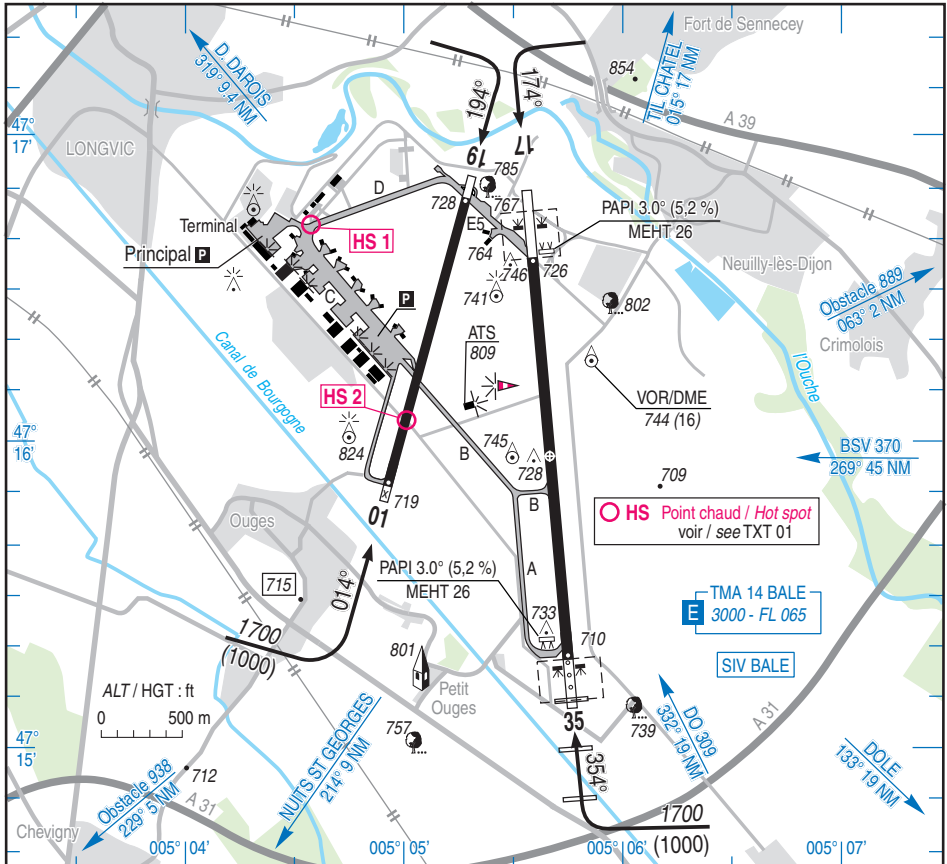 Fort de Sennecey
854
D. DAROIS
319° 9.4 NM
194°
174°
TIL CHATEL
015° 17 NM
A 39
47°
17'
47°
17'
LONGVIC
19
17
785
D
728
767
E5
PAPI 3.0° (5,2 %)
MEHT 26
Terminal
HS 1
Principal P
764
746
726
Neuilly-lès-Dijon
741
802
Obstacle 889
063° 2 NM
C
P
ATS
809
Crimolois
Canal de Bourgogne
VOR/DME
744 (16)
l'Ouche
HS 2
47°
16'
47°
16'
824
B
745
728
BSV 370
269° 45 NM
709
719
01
B
HS Point chaud / Hot spot
voir / see TXT 01
Ouges
A
PAPI 3.0° (5,2 %)
MEHT 26
715
014°
733
TMA 14 BALE
E 3000 - FL 065
1700
(1000)
710
801
SIV BALE
ALT / HGT : ft
0 500 m
Petit
Ouges
A 31
35
739
DO 309
332° 19 NM
757
47°
15'
47°
15'
712
NUITS ST GEORGES
214° 9 NM
354°
DOLE
133° 19 NM
Obstacle 938
229° 5 NM
A 31
1700
(1000)
Chevigny
005° 04'
005° 05'
005° 06'
005° 07'